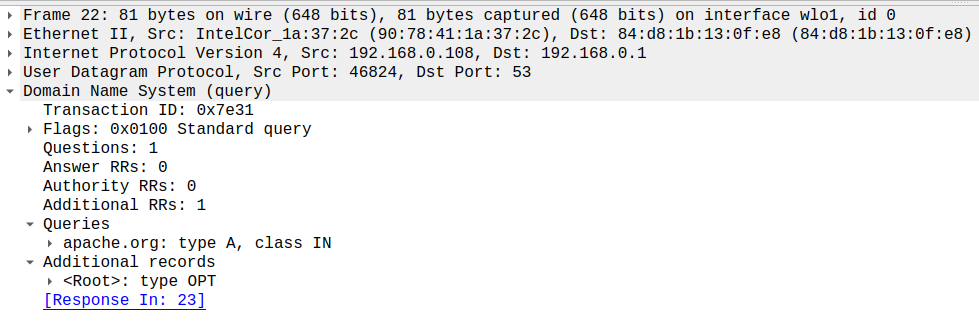 Frame 22: 81 bytes on wire (648 bits), 81 bytes captured (648 bits) on interface wlo1, id 0
Ethernet II, Src: IntelCor_1a:37:2c (90:78:41:1a:37:2c), Dst: 84:d8:1b:13:0f:e8 (84:d8:1b:13:0f:e8)
Internet Protocol Version 4, Src: 192.168.0.108, Dst: 192.168.0.1
User Datagram Protocol, Src Port: 46824, Dst Port: 53
Domain Name System (query)
Transaction ID: 0x7e31
Flags: 0x0100 Standard query
Questions: 1
Answer RRs: 0
Authority RRs: 0
Additional RRs: 1
Queries
apache.org: type A, class IN
Additional records
<Root>: type OPT
[Response In: 23]